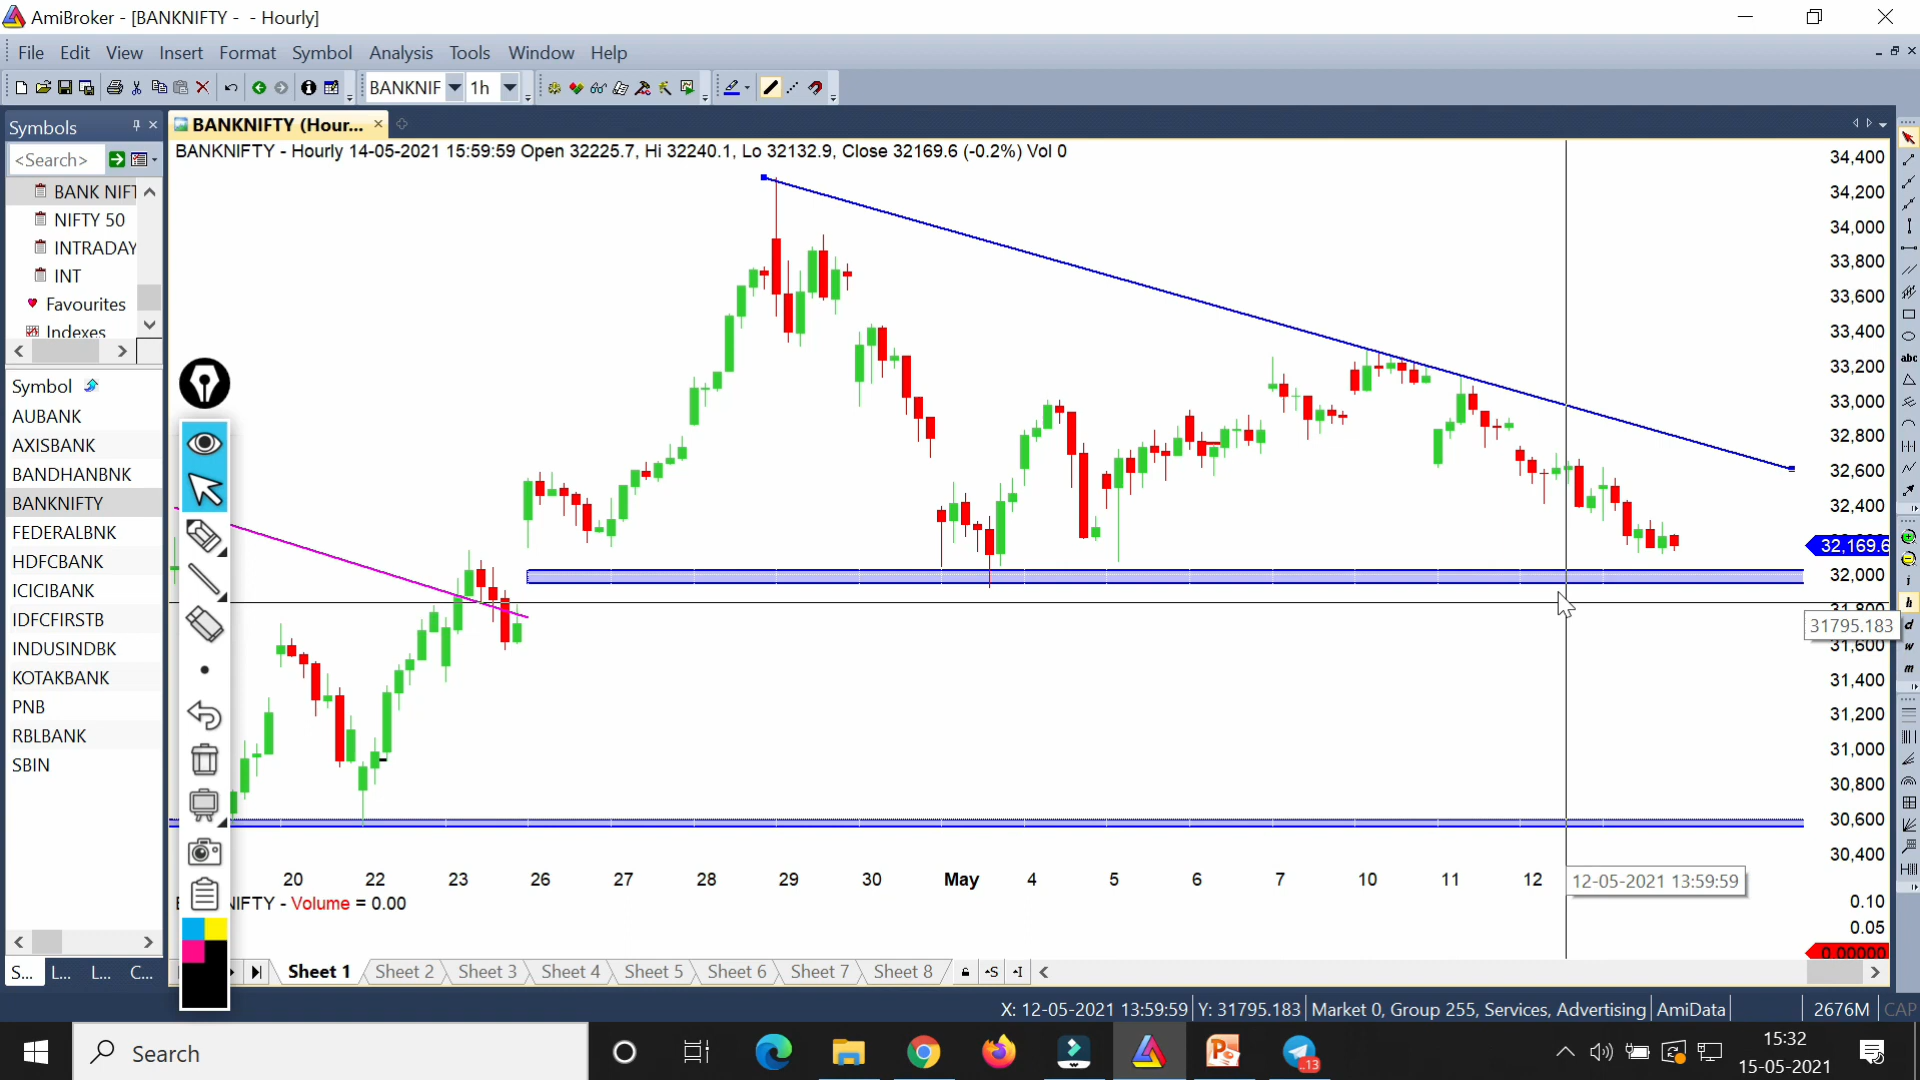 AmiBroker - [BANKNIFTY -  - Hourly]
File Edit View Insert Format Symbol Analysis Tools Window Help
BANKNIF 1h
Symbols
BANKNIFTY (Hour...
<Search>
BANKNIFTY - Hourly 14-05-2021 15:59:59 Open 32225.7, Hi 32240.1, Lo 32132.9, Close 32169.6 (-0.2%) Vol 0
BANK NIFT
NIFTY 50
INTRADAY
INT
Favourites
Indexes
Symbol
AUBANK
AXISBANK
BANDHANBNK
BANKNIFTY
FEDERALBNK
HDFCBANK
ICICIBANK
IDFCFIRSTB
INDUSINDBK
KOTAKBANK
PNB
RBLBANK
SBIN
34,400
34,200
34,000
33,800
33,600
33,400
33,200
33,000
32,800
32,600
32,400
32,169.6
32,000
31,800
31795.183
31,600
31,400
31,200
31,000
30,800
30,600
30,400
abc
i
h
d
w
m
20 22 23 26 27 28 29 30 May 4 5 6 7 10 11 12
12-05-2021 13:59:59
NIFTY - Volume = 0.00
0.10
0.05
0.00000
S... L... L... C...
Sheet 1 Sheet 2 Sheet 3 Sheet 4 Sheet 5 Sheet 6 Sheet 7 Sheet 8
X: 12-05-2021 13:59:59 Y: 31795.183 Market 0, Group 255, Services, Advertising AmiData 2676M CAP
Search
..13
15:32
15-05-2021